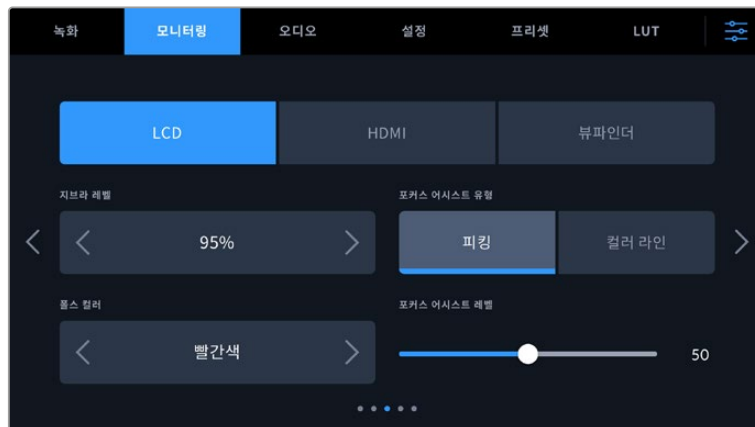 녹화 모니터링 오디오 설정 프리셋 LUT
LCD HDMI 뷰파인더
지브라 레벨 포커스 어시스트 유형
95% 피킹 컬러 라인
폴스 컬러 포커스 어시스트 레벨
빨간색 50